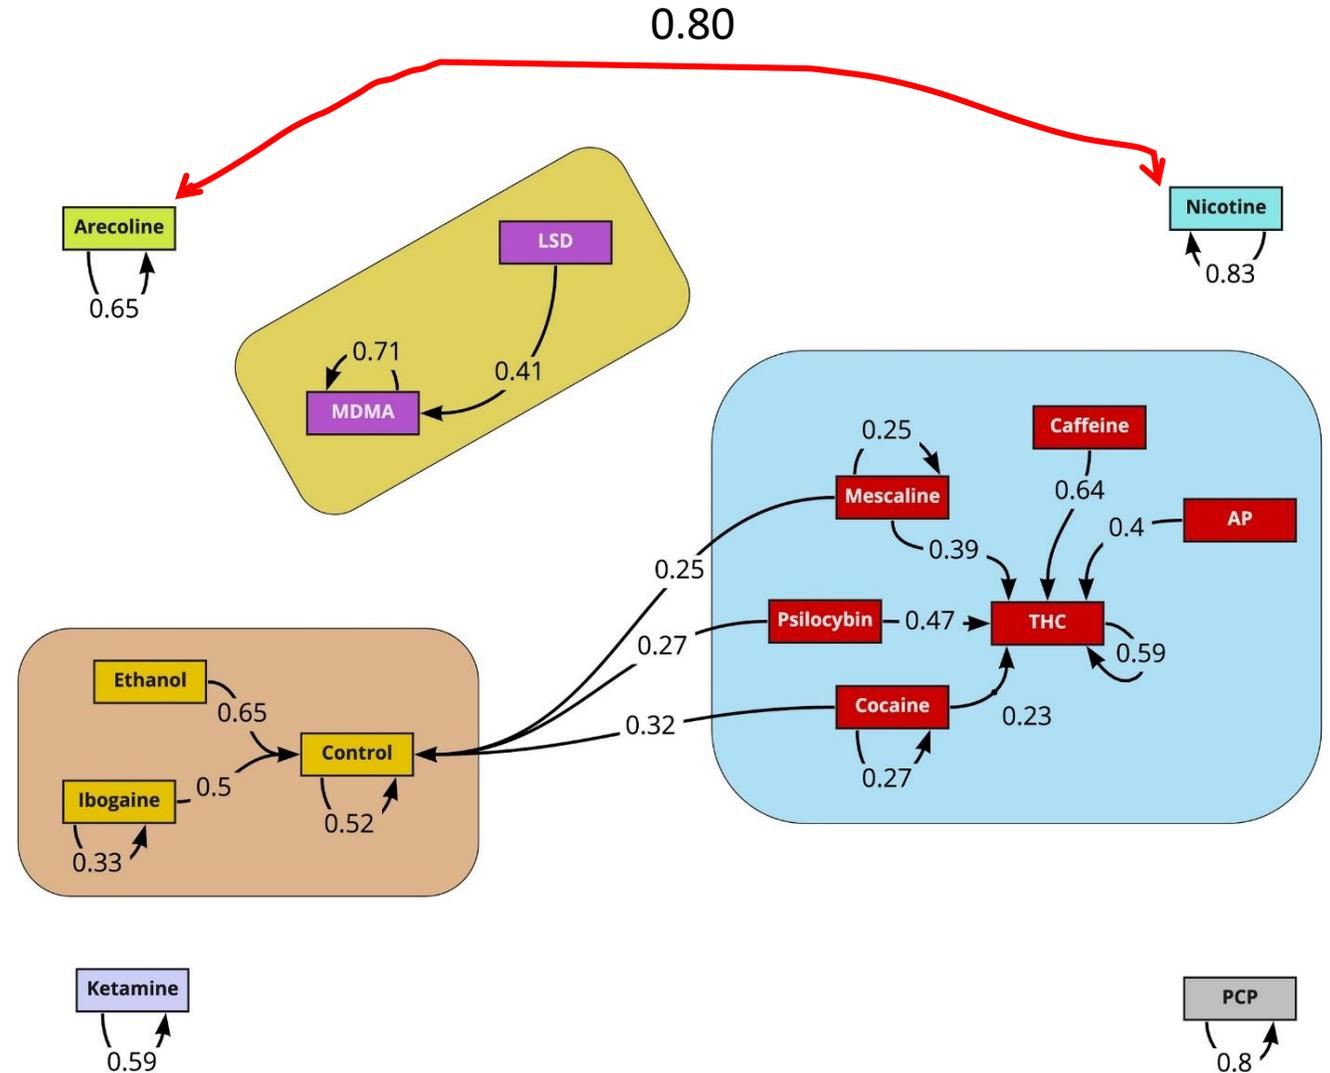 0.80
Arecoline
0.65
LSD
0.41
0.71
MDMA
Nicotine
0.83
Caffeine
0.64
AP
0.4
0.25
Mescaline
0.39
0.25
Psilocybin
0.47
THC
0.59
0.27
Cocaine
0.23
0.32
0.27
Ethanol
0.65
Control
0.52
Ibogaine
0.5
0.33
Ketamine
0.59
PCP
0.8